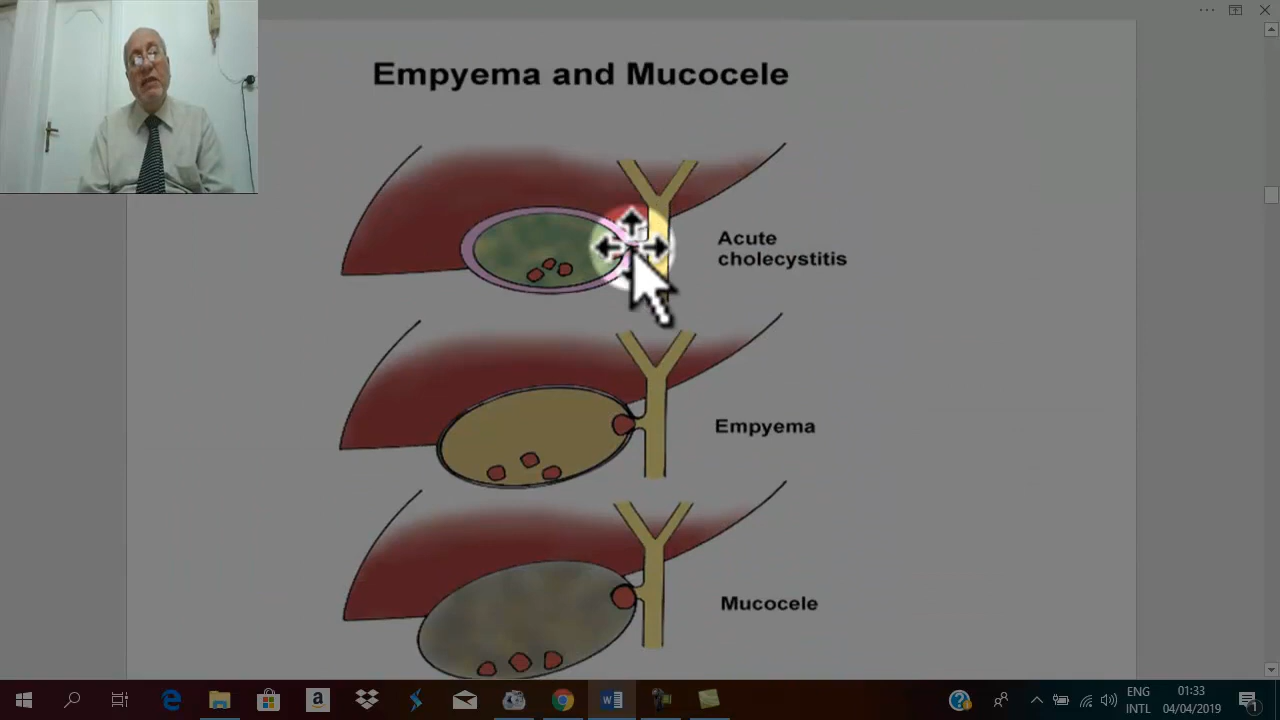 Empyema and Mucocele
Acute
cholecystitis
Empyema
Mucocele
ENG
INTL
01:33
04/04/2019